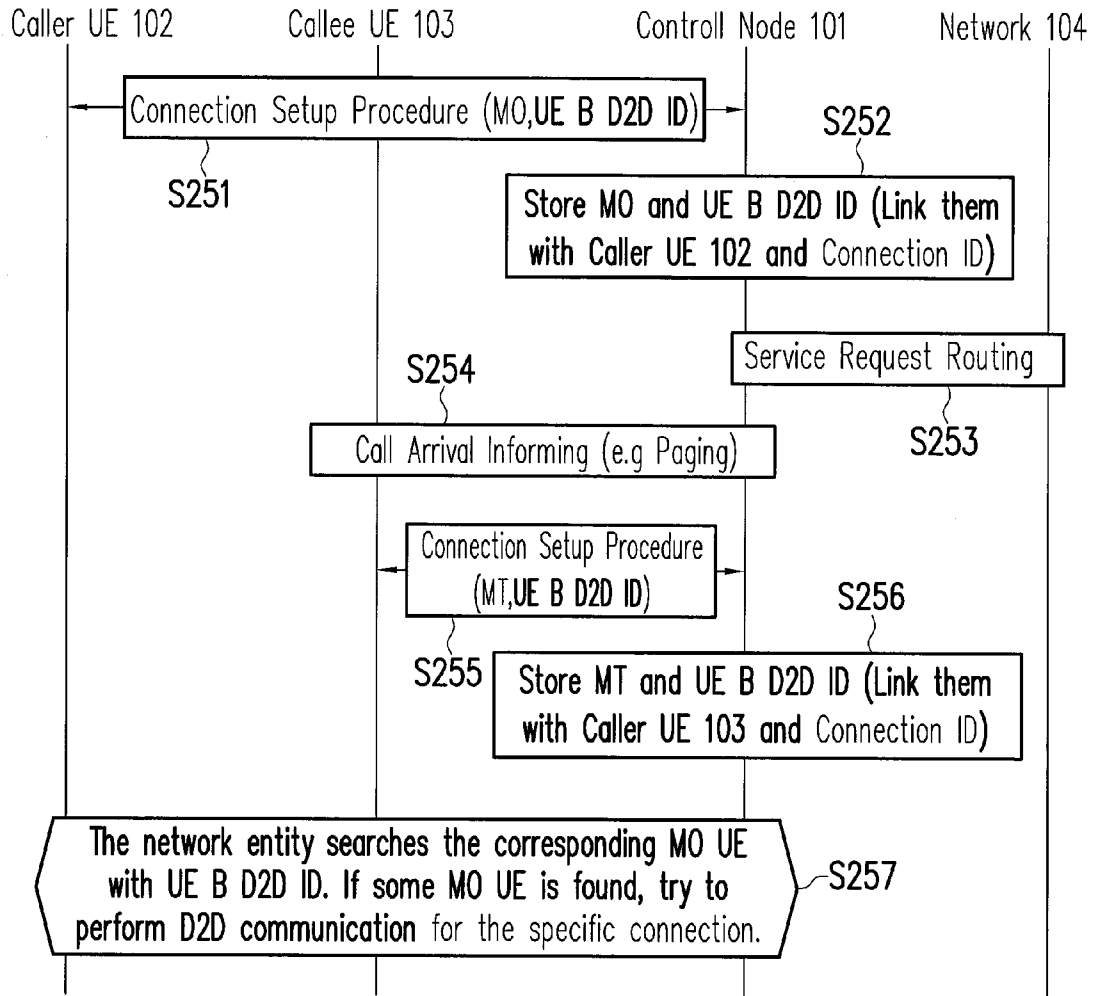 Caller UE 102
Callee UE 103
Controll Node 101
Network 104
Connection Setup Procedure (MO,UE B D2D ID)
S251
S252
Store MO and UE B D2D ID (Link them
with Caller UE 102 and Connection ID)
Service Request Routing
S253
S254
Call Arrival Informing (e.g Paging)
Connection Setup Procedure
(MT,UE B D2D ID)
S255
S256
Store MT and UE B D2D ID (Link them
with Caller UE 103 and Connection ID)
The network entity searches the corresponding MO UE
with UE B D2D ID. If some MO UE is found, try to
perform D2D communication for the specific connection.
S257